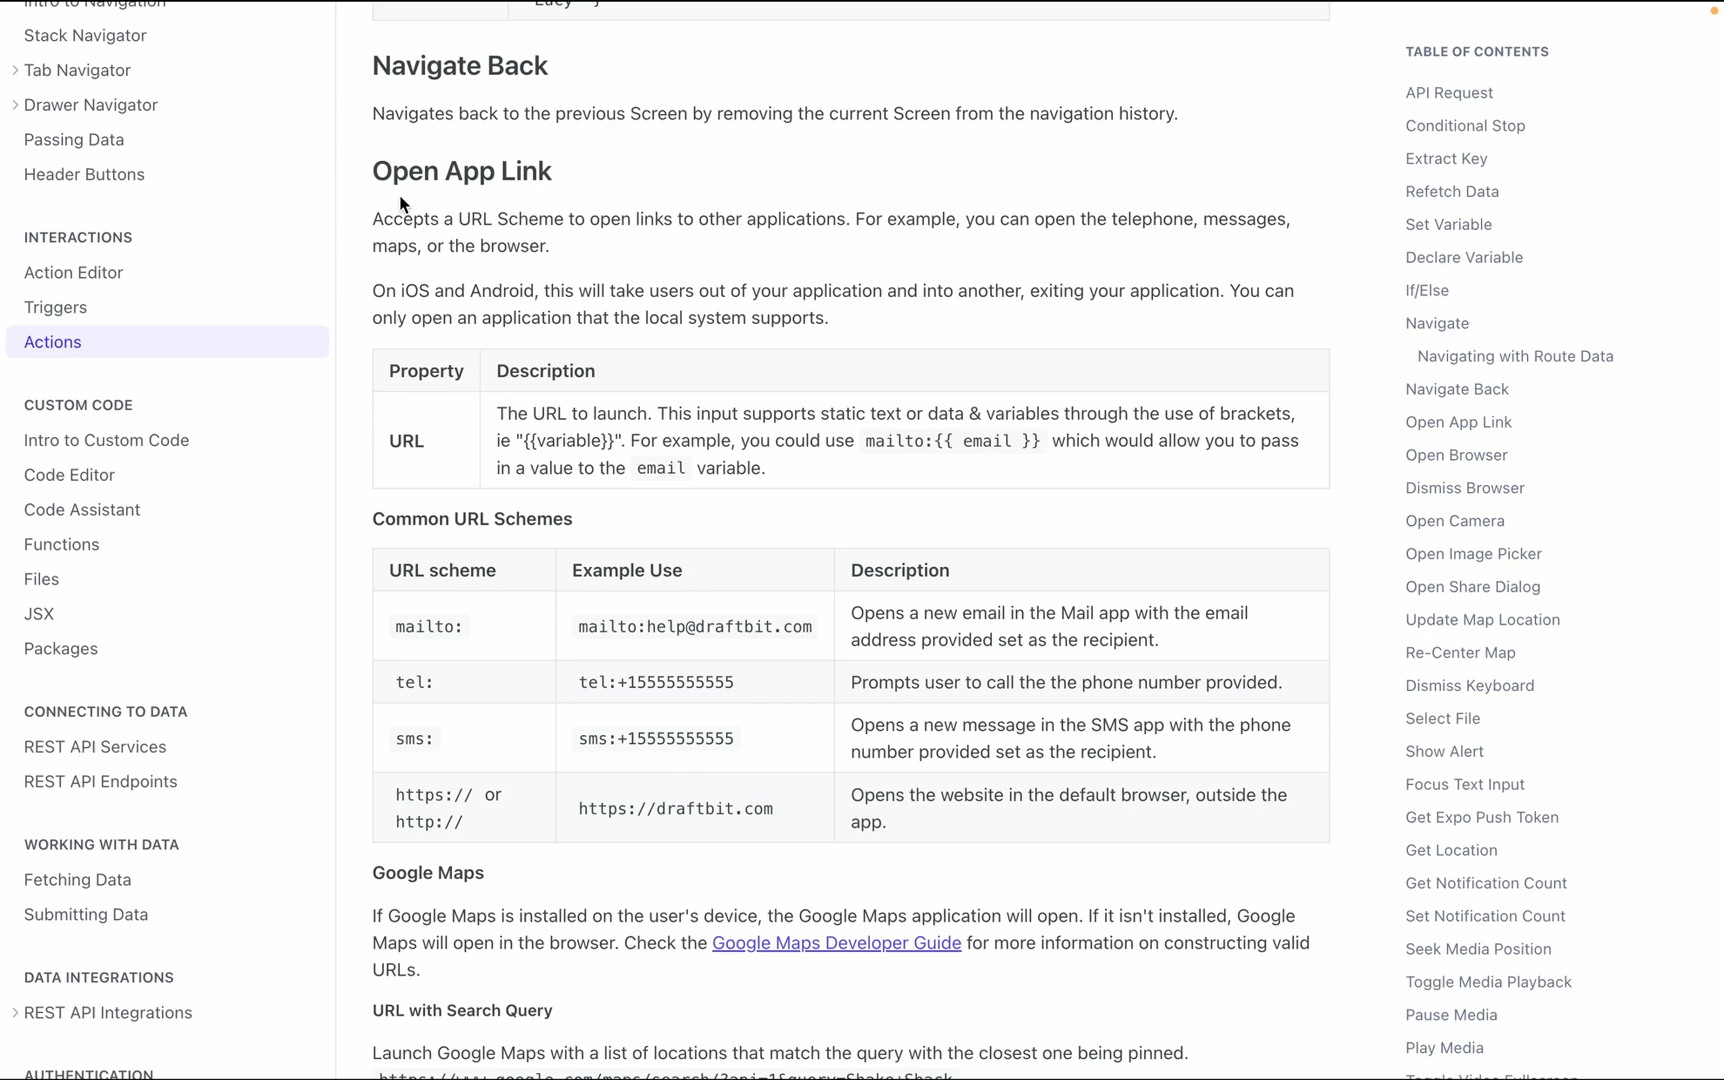 Intro to Navigation
Stack Navigator
Tab Navigator
Drawer Navigator
Passing Data
Header Buttons
INTERACTIONS
Action Editor
Triggers
Actions
CUSTOM CODE
Intro to Custom Code
Code Editor
Code Assistant
Functions
Files
JSX
Packages
CONNECTING TO DATA
REST API Services
REST API Endpoints
WORKING WITH DATA
Fetching Data
Submitting Data
DATA INTEGRATIONS
REST API Integrations
AUTHENTICATION
Navigate Back
Navigates back to the previous Screen by removing the current Screen from the navigation history.
Open App Link
Accepts a URL Scheme to open links to other applications. For example, you can open the telephone, messages,
maps, or the browser.
On iOS and Android, this will take users out of your application and into another, exiting your application. You can
only open an application that the local system supports.
Property Description
URL
The URL to launch. This input supports static text or data & variables through the use of brackets,
ie "{{variable}}". For example, you could use mailto:{{ email }} which would allow you to pass
in a value to the email variable.
Common URL Schemes
URL scheme Example Use Description
mailto: mailto:help@draftbit.com
Opens a new email in the Mail app with the email
address provided set as the recipient.
tel: tel:+15555555555 Prompts user to call the the phone number provided.
sms: sms:+15555555555
Opens a new message in the SMS app with the phone
number provided set as the recipient.
https:// or
http://
https://draftbit.com
Opens the website in the default browser, outside the
app.
Google Maps
If Google Maps is installed on the user's device, the Google Maps application will open. If it isn't installed, Google
Maps will open in the browser. Check the Google Maps Developer Guide for more information on constructing valid
URLs.
URL with Search Query
Launch Google Maps with a list of locations that match the query with the closest one being pinned.
https://www.google.com/maps/search/?api=1&query=Shake+Shack
TABLE OF CONTENTS
API Request
Conditional Stop
Extract Key
Refetch Data
Set Variable
Declare Variable
If/Else
Navigate
Navigating with Route Data
Navigate Back
Open App Link
Open Browser
Dismiss Browser
Open Camera
Open Image Picker
Open Share Dialog
Update Map Location
Re-Center Map
Dismiss Keyboard
Select File
Show Alert
Focus Text Input
Get Expo Push Token
Get Location
Get Notification Count
Set Notification Count
Seek Media Position
Toggle Media Playback
Pause Media
Play Media
Toggle Video Fullscreen